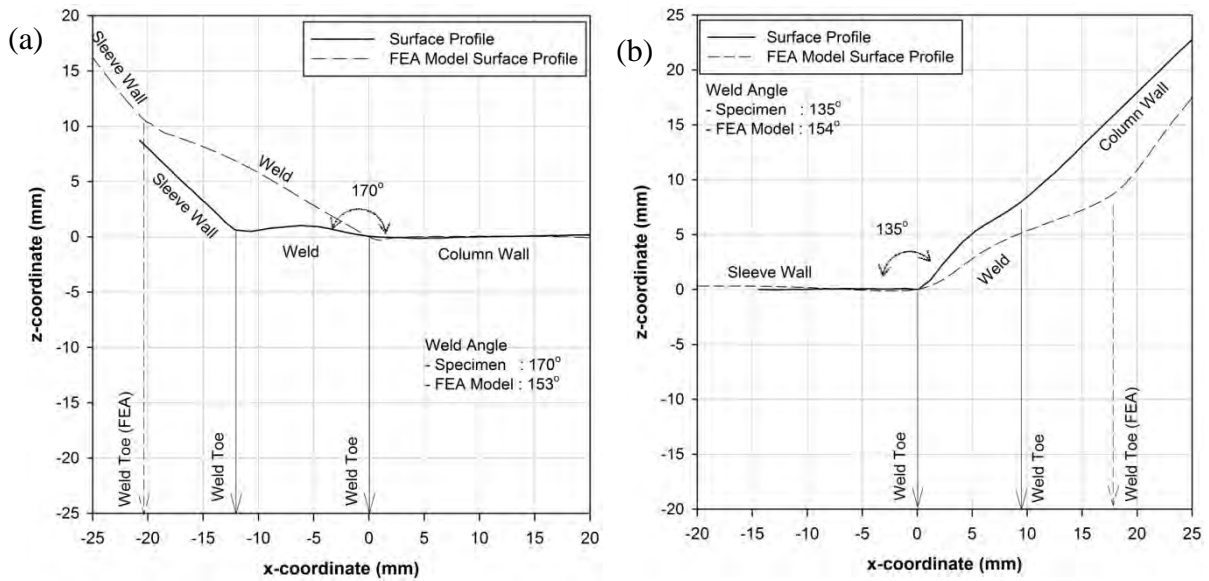 (a)
20
15
10
5
0
-5
-10
-15
-20
-25
z-coordinate (mm)
Surface Profile
FEA Model Surface Profile
Sleeve Wall
Sleeve Wall
Weld
170°
Weld
Column Wall
Weld Angle
- Specimen : 170°
- FEA Model : 153°
Weld Toe (FEA)
Weld Toe
Weld Toe
-25 -20 -15 -10 -5 0 5 10 15 20
x-coordinate (mm)
(b)
25
20
15
10
5
0
-5
-10
-15
-20
z-coordinate (mm)
Surface Profile
FEA Model Surface Profile
Weld Angle
- Specimen : 135°
- FEA Model : 154°
Column Wall
135°
Sleeve Wall
Weld
Weld Toe
Weld Toe
Weld Toe (FEA)
-20 -15 -10 -5 0 5 10 15 20 25
x-coordinate (mm)